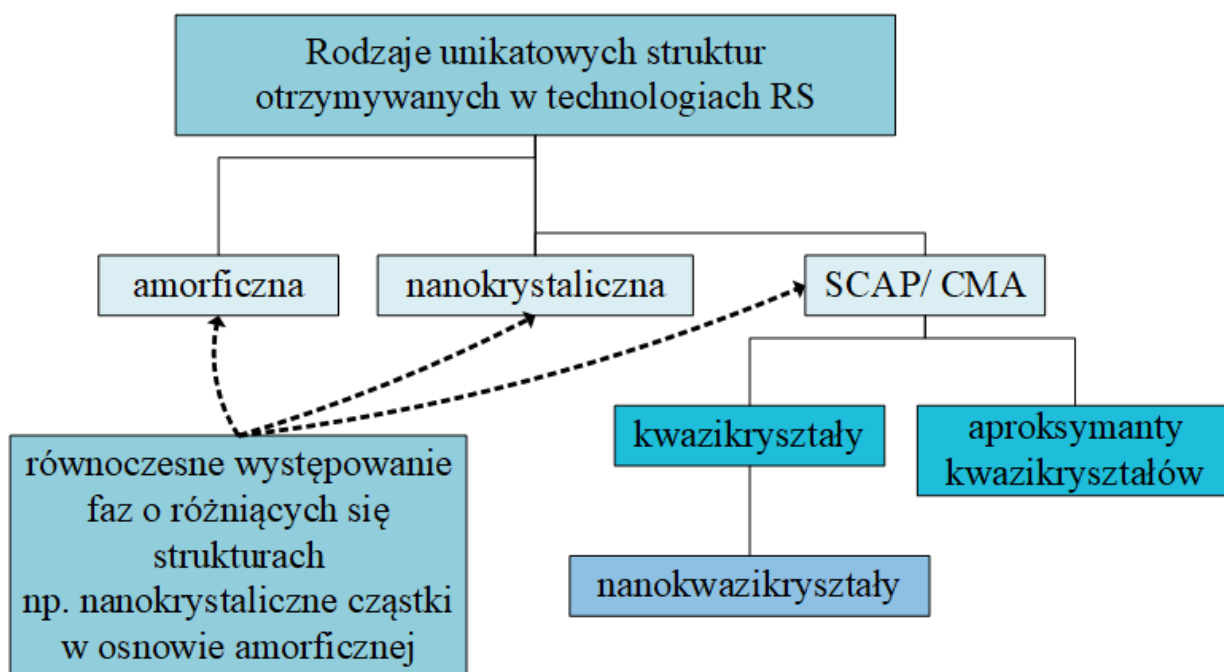 Rodzaje unikatowych struktur
otrzymywanych w technologiach RS
amorficzna
nanokrystaliczna
SCAP/ CMA
kwazikryształy
aproksymanty
kwazikryształów
nanokwazikryształy
równoczesne występowanie
faz o różniących się
strukturach
np. nanokrystaliczne cząstki
w osnowie amorficznej